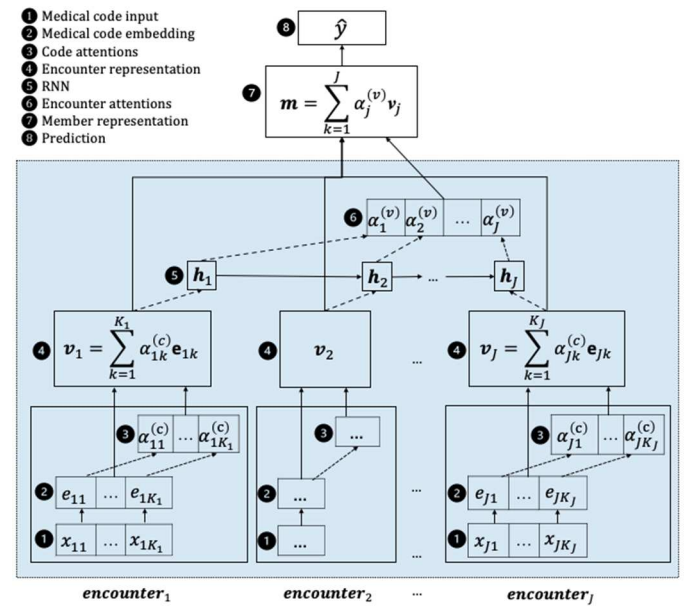 ❶ Medical code input
❷ Medical code embedding
❸ Code attentions
❹ Encounter representation
❺ RNN
❻ Encounter attentions
❼ Member representation
❽ Prediction
❽ ŷ
❼ m = ∑_{k=1}^{J} α_j^{(v)} v_j
❻ α_1^{(v)} α_2^{(v)} ... α_J^{(v)}
❺ h_1 h_2 ... h_J
❹ v_1 = ∑_{k=1}^{K_1} α_{1k}^{(c)} e_{1k} ❹ v_2 ... ❹ v_J = ∑_{k=1}^{K_J} α_{Jk}^{(c)} e_{Jk}
❸ α_{11}^{(c)} ... α_{1K_1}^{(c)} ❸ ... ❸ α_{J1}^{(c)} ... α_{JK_J}^{(c)}
❷ e_{11} ... e_{1K_1} ❷ ... ... ❷ e_{J1} ... e_{JK_J}
❶ x_{11} ... x_{1K_1} ❶ ... ... ❶ x_{J1} ... x_{JK_J}
encounter_1 encounter_2 ... encounter_J